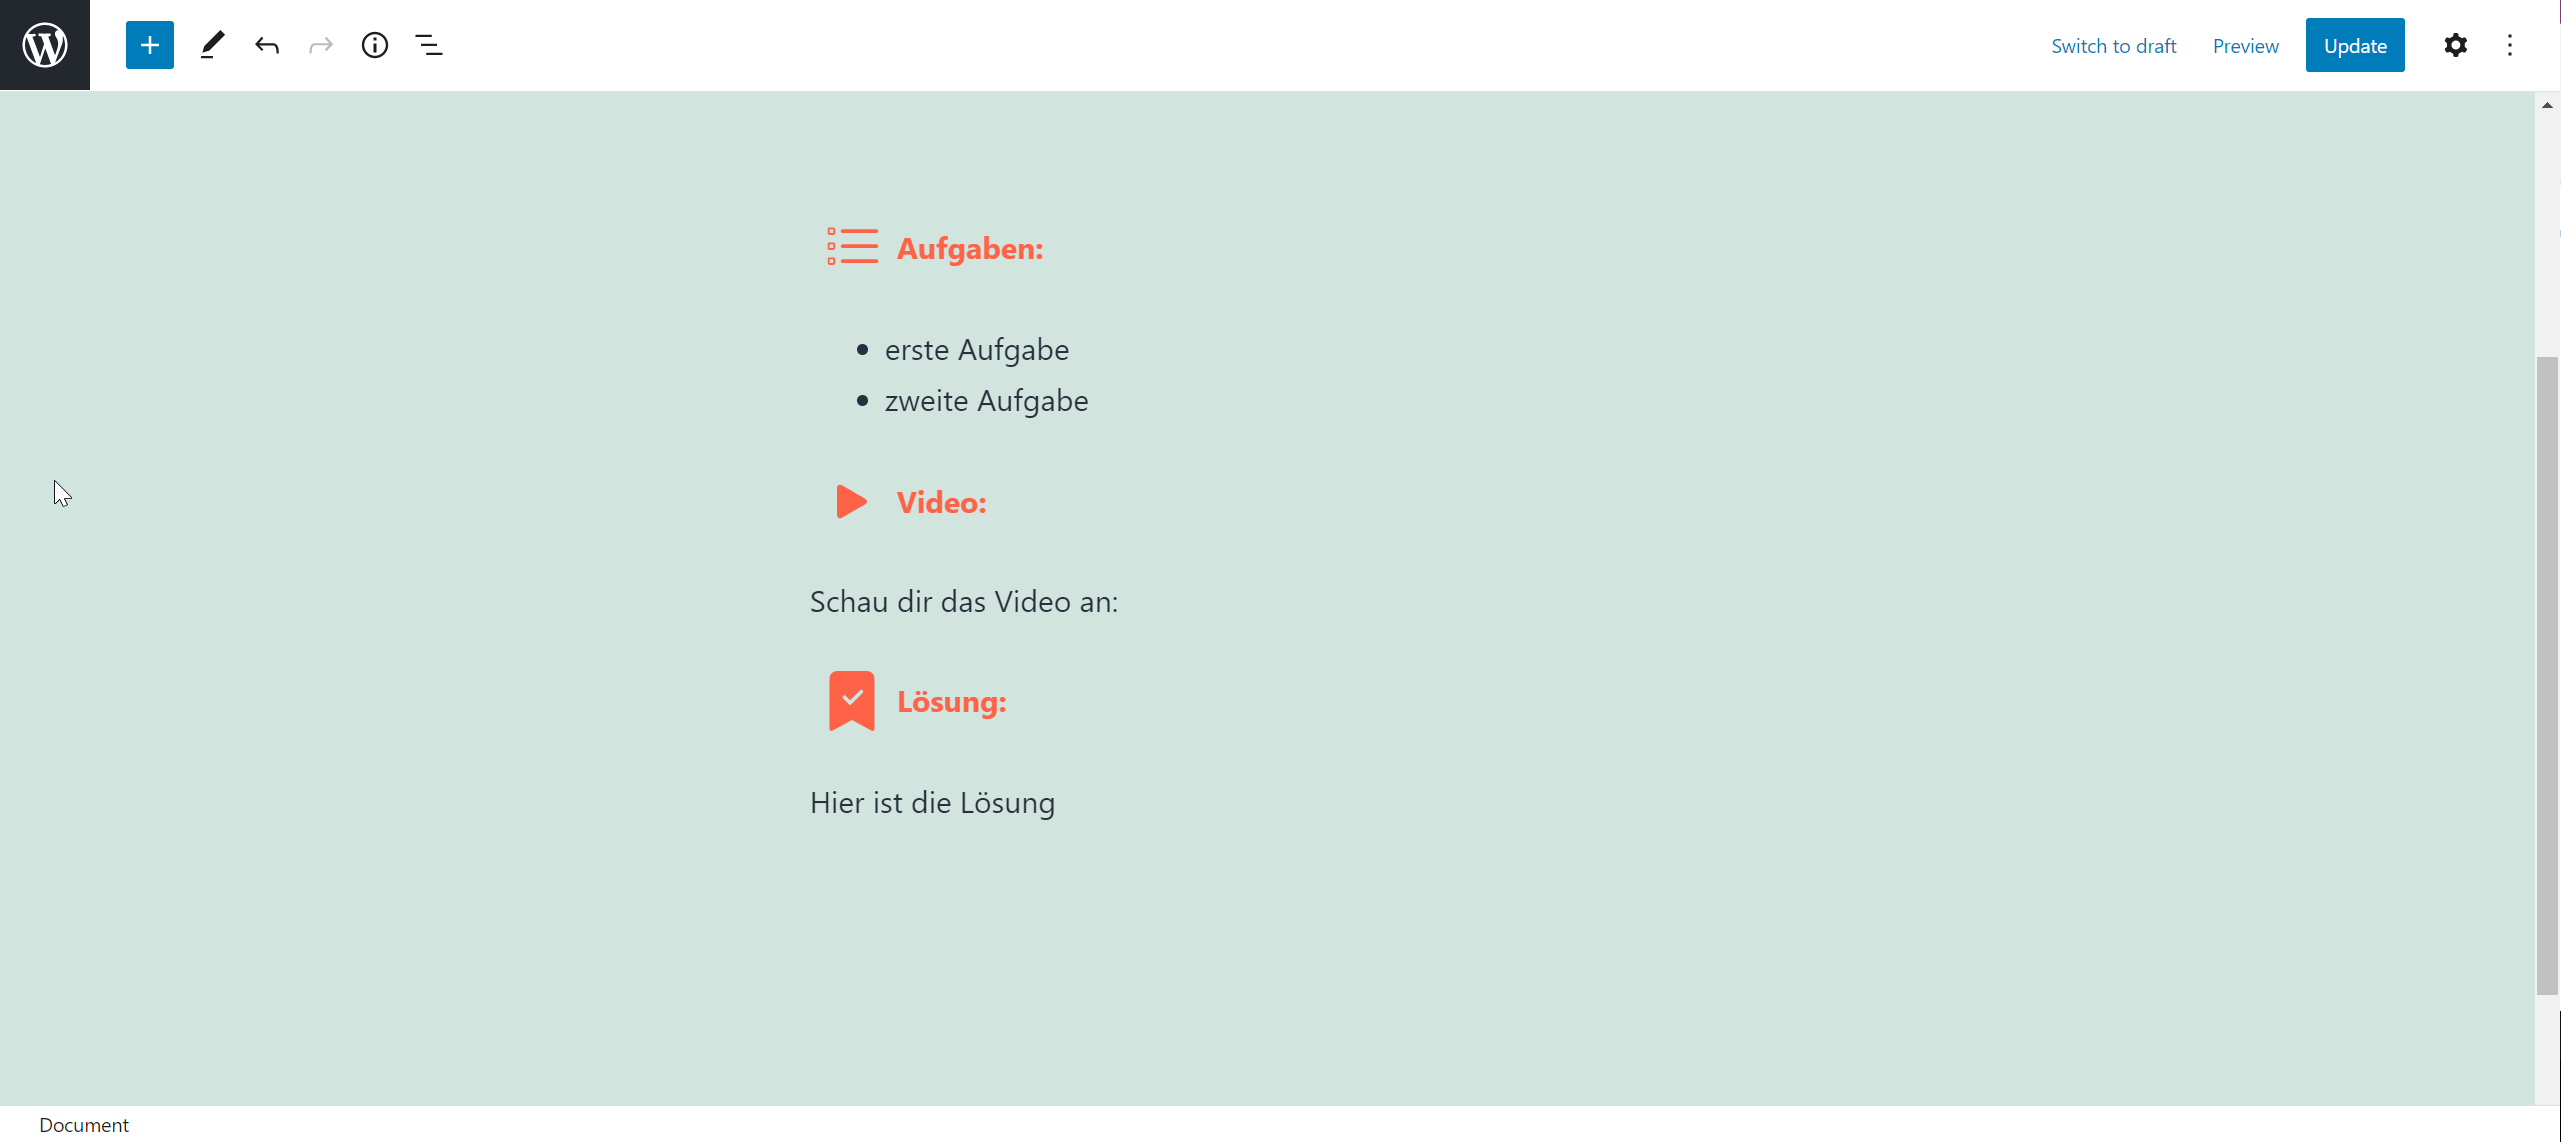 Switch to draft
Preview
Update
Aufgaben:
erste Aufgabe
zweite Aufgabe
Video:
Schau dir das Video an:
Lösung:
Hier ist die Lösung
Document